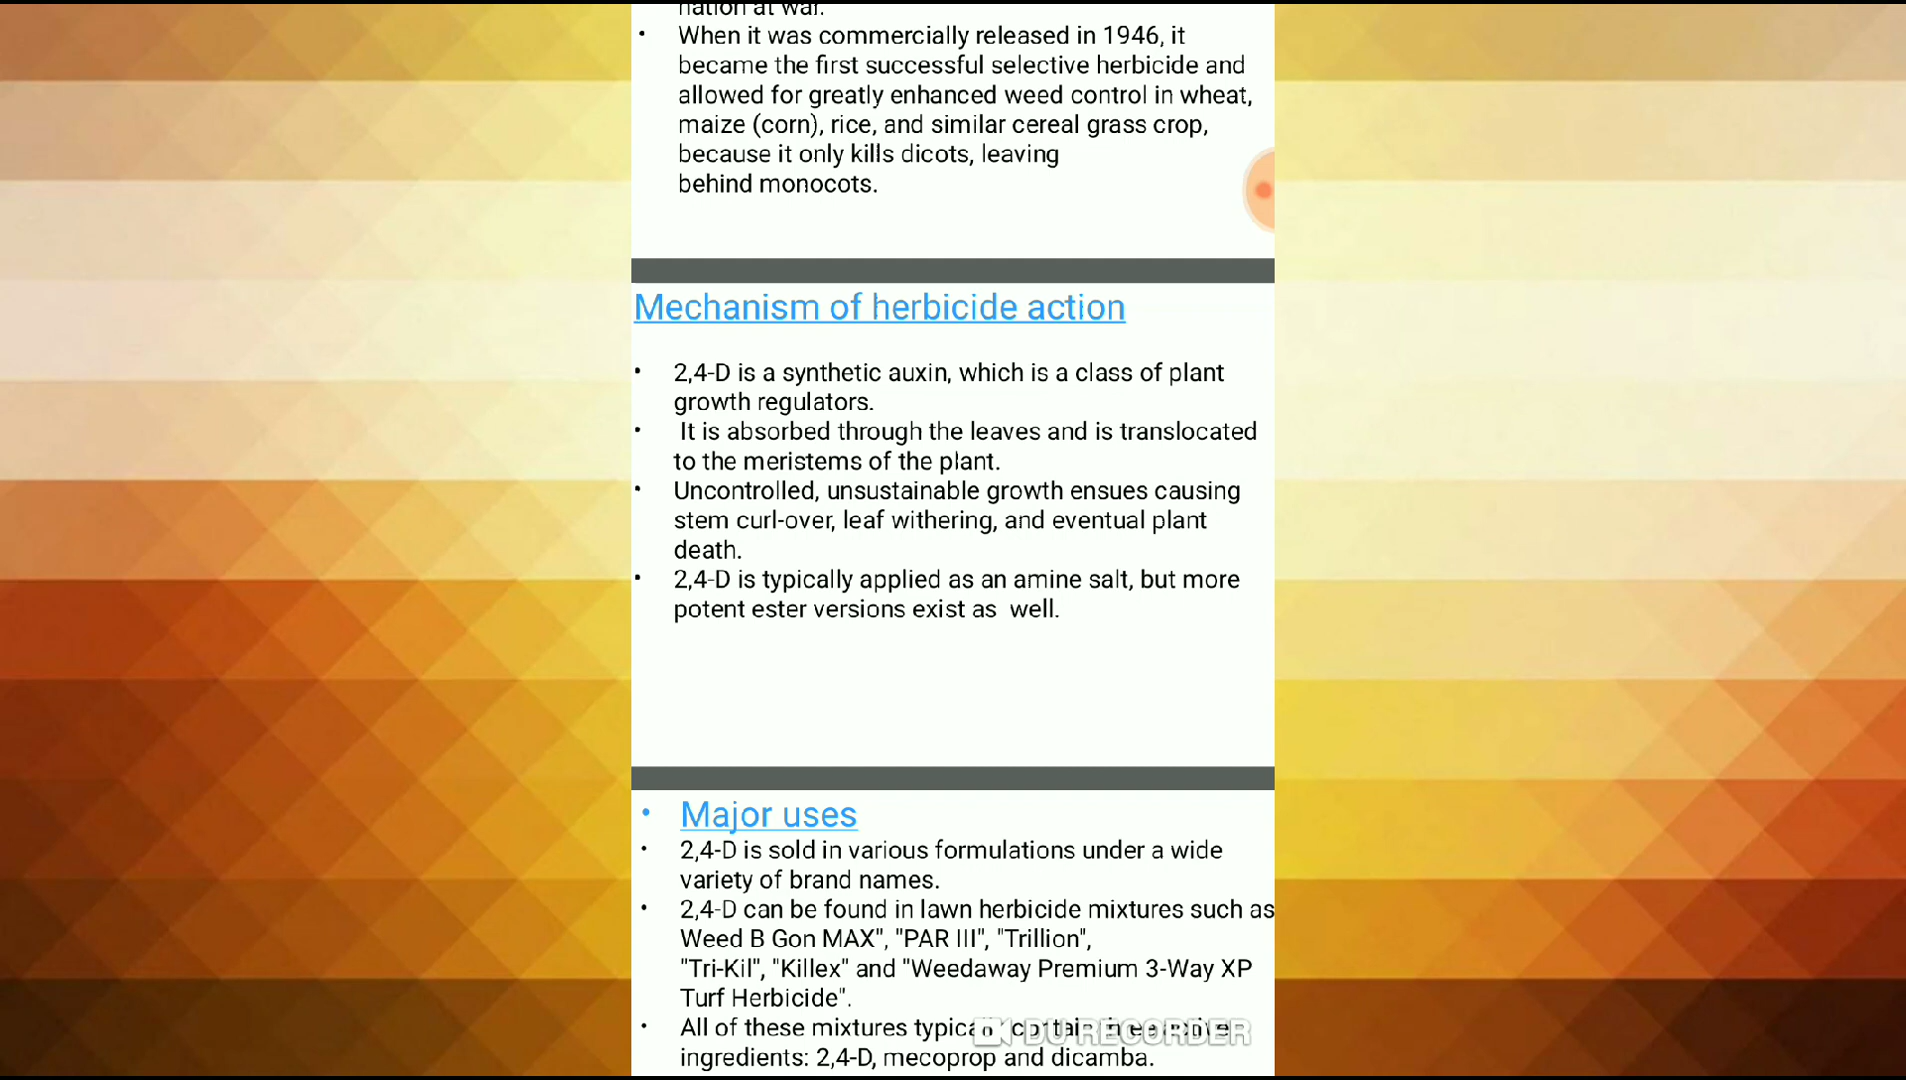 nation at war.
• When it was commercially released in 1946, it
became the first successful selective herbicide and
allowed for greatly enhanced weed control in wheat,
maize (corn), rice, and similar cereal grass crop,
because it only kills dicots, leaving
behind monocots.
Mechanism of herbicide action
• 2,4-D is a synthetic auxin, which is a class of plant
growth regulators.
• It is absorbed through the leaves and is translocated
to the meristems of the plant.
• Uncontrolled, unsustainable growth ensues causing
stem curl-over, leaf withering, and eventual plant
death.
• 2,4-D is typically applied as an amine salt, but more
potent ester versions exist as well.
• Major uses
• 2,4-D is sold in various formulations under a wide
variety of brand names.
• 2,4-D can be found in lawn herbicide mixtures such as
Weed B Gon MAX", "PAR III", "Trillion",
"Tri-Kil", "Killex" and "Weedaway Premium 3-Way XP
Turf Herbicide".
• All of these mixtures typically contain three active
ingredients: 2,4-D, mecoprop and dicamba.
DU RECORDER